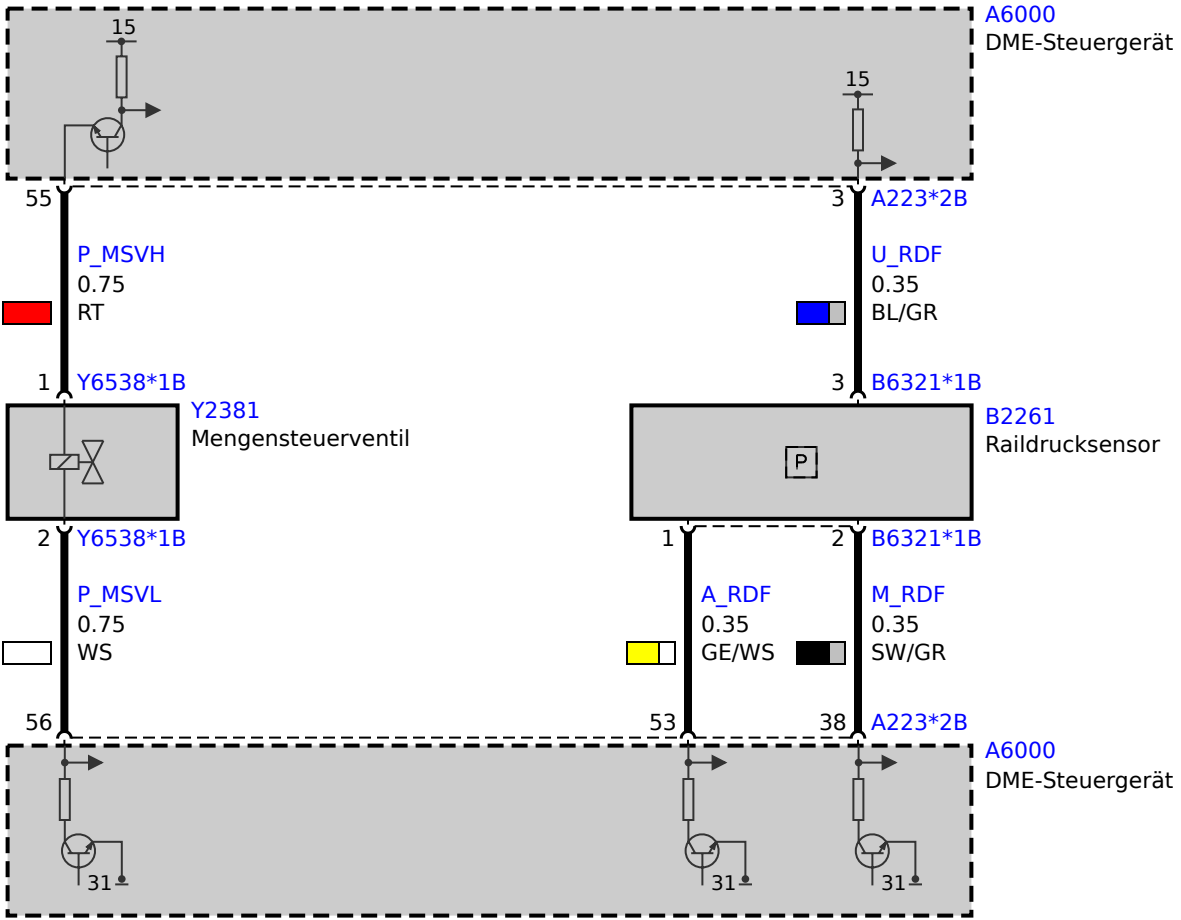 A6000
DME-Steuergerät
15
15
55
3 A223*2B
P_MSVH
0.75
RT
U_RDF
0.35
BL/GR
1 Y6538*1B
3 B6321*1B
Y2381
Mengensteuerventil
B2261
Raildrucksensor
P
2 Y6538*1B
1
2 B6321*1B
P_MSVL
0.75
WS
A_RDF
0.35
GE/WS
M_RDF
0.35
SW/GR
56
53
38 A223*2B
A6000
DME-Steuergerät
31
31
31